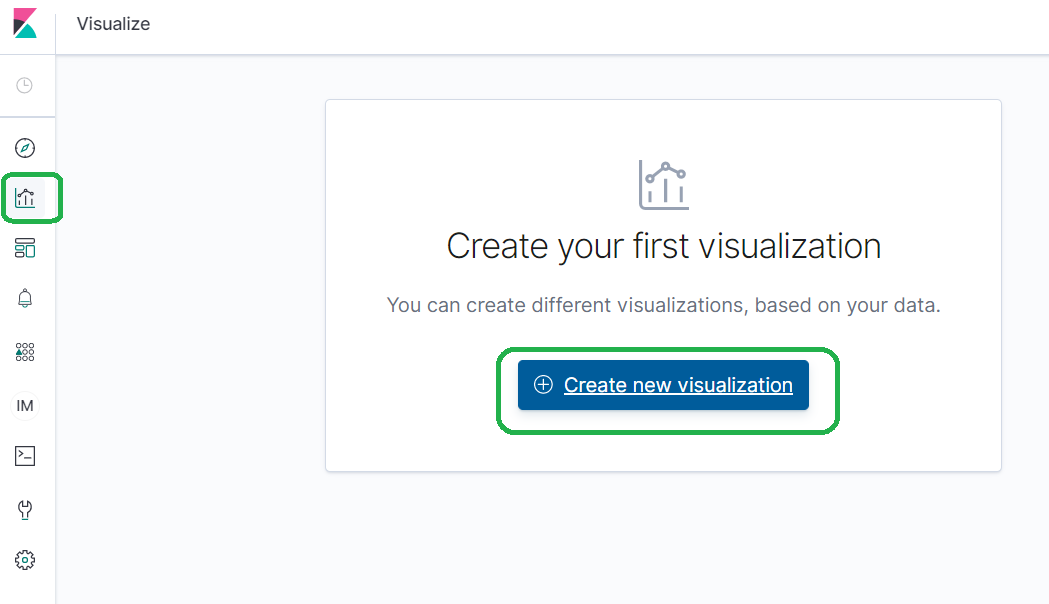 Visualize
Create your first visualization
You can create different visualizations, based on your data.
Create new visualization
IM